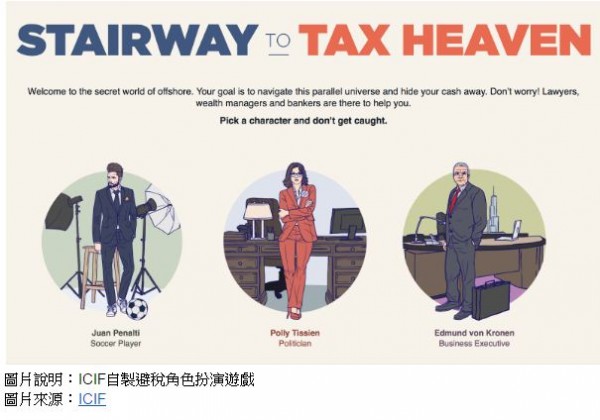 STAIRWAY TO TAX HEAVEN
Welcome to the secret world of offshore. Your goal is to navigate this parallel universe and hide your cash away. Don't worry! Lawyers,
wealth managers and bankers are there to help you.
Pick a character and don't get caught.
Juan Penalti
Soccer Player
Polly Tissien
Politician
Edmund von Kronen
Business Executive
圖片說明：ICIF自製避稅角色扮演遊戲
圖片來源：ICIF